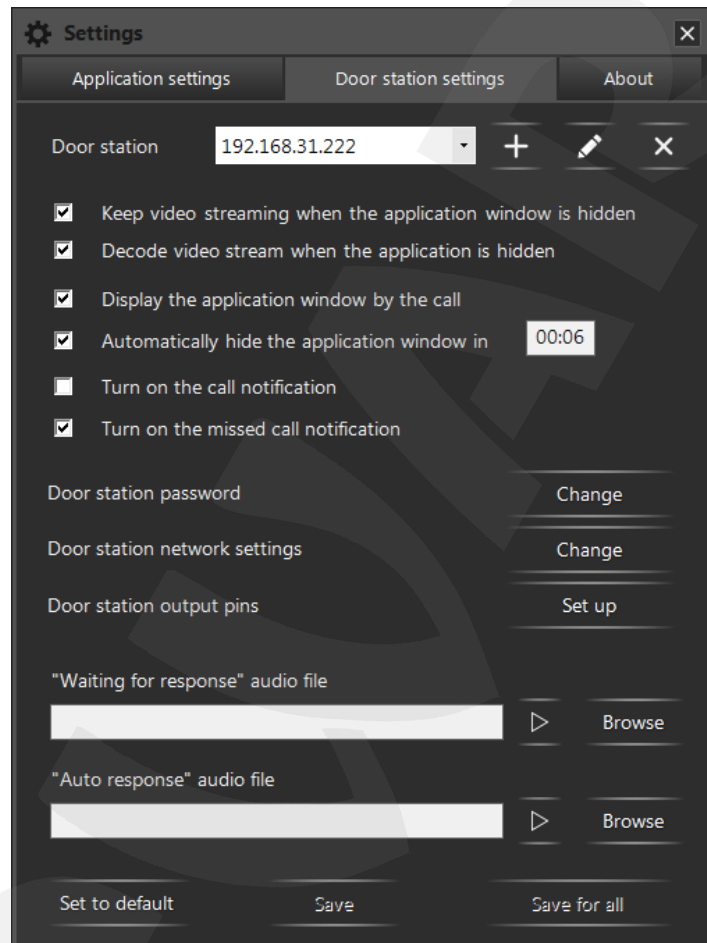 Settings
Application settings Door station settings About
Door station 192.168.31.222
Keep video streaming when the application window is hidden
Decode video stream when the application is hidden
Display the application window by the call
Automatically hide the application window in 00:06
Turn on the call notification
Turn on the missed call notification
Door station password Change
Door station network settings Change
Door station output pins Set up
"Waiting for response" audio file
Browse
"Auto response" audio file
Browse
Set to default Save Save for all